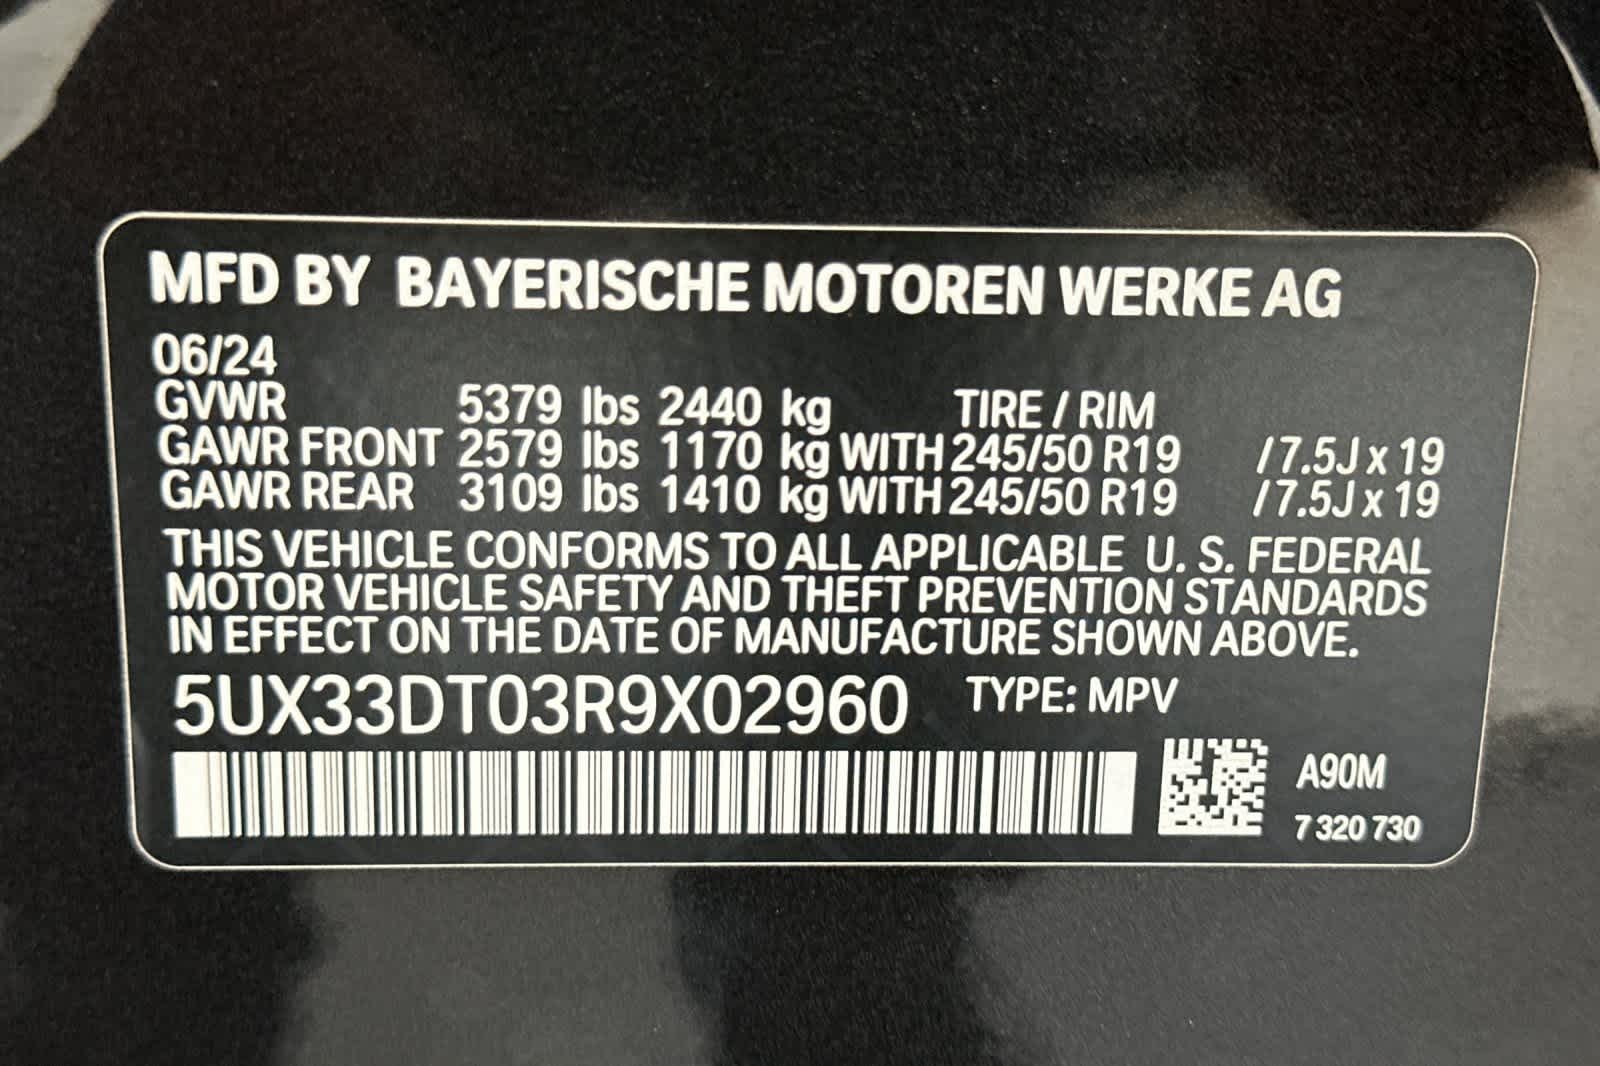 MFD BY BAYERISCHE MOTOREN WERKE AG
06/24
GVWR 5379 lbs 2440 kg TIRE / RIM
GAWR FRONT 2579 lbs 1170 kg WITH 245/50 R19 / 7.5J x 19
GAWR REAR 3109 lbs 1410 kg WITH 245/50 R19 / 7.5J x 19
THIS VEHICLE CONFORMS TO ALL APPLICABLE U. S. FEDERAL
MOTOR VEHICLE SAFETY AND THEFT PREVENTION STANDARDS
IN EFFECT ON THE DATE OF MANUFACTURE SHOWN ABOVE.
5UX33DT03R9X02960 TYPE: MPV
A90M
7 320 730